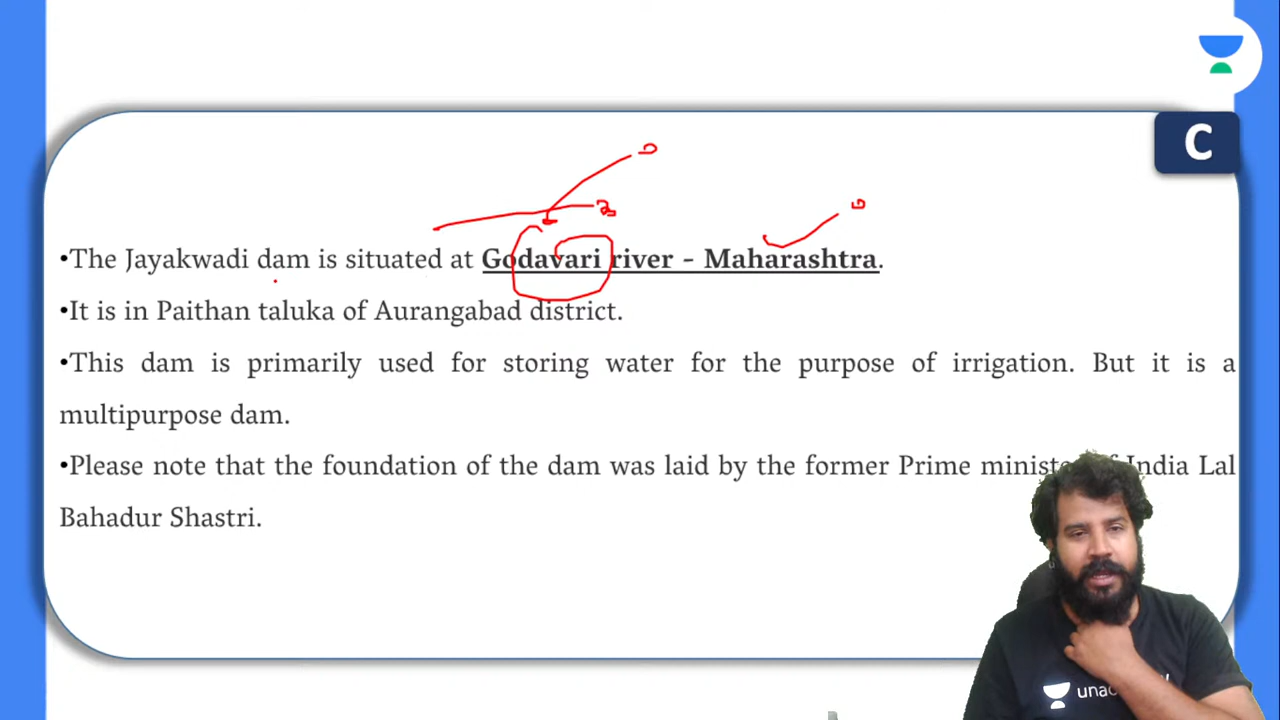 C
•The Jayakwadi dam is situated at Godavari river - Maharashtra.
•It is in Paithan taluka of Aurangabad district.
•This dam is primarily used for storing water for the purpose of irrigation. But it is a
multipurpose dam.
•Please note that the foundation of the dam was laid by the former Prime minister of India Lal
Bahadur Shastri.